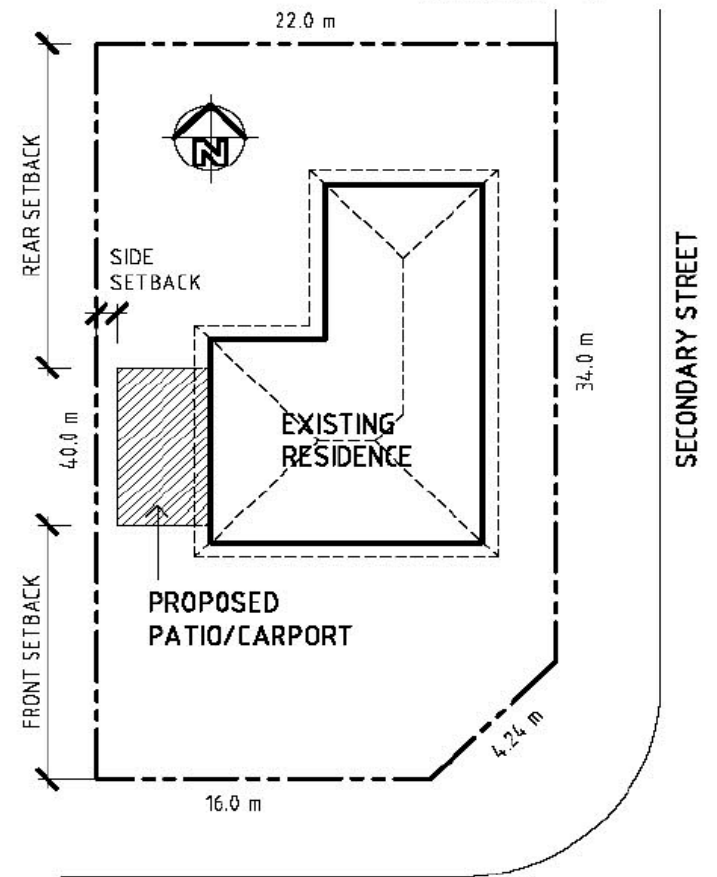 22.0 m
N
REAR SETBACK
SIDE
SETBACK
34.0 m
SECONDARY STREET
40.0 m
EXISTING
RESIDENCE
PROPOSED
PATIO/CARPORT
FRONT SETBACK
4.24 m
16.0 m